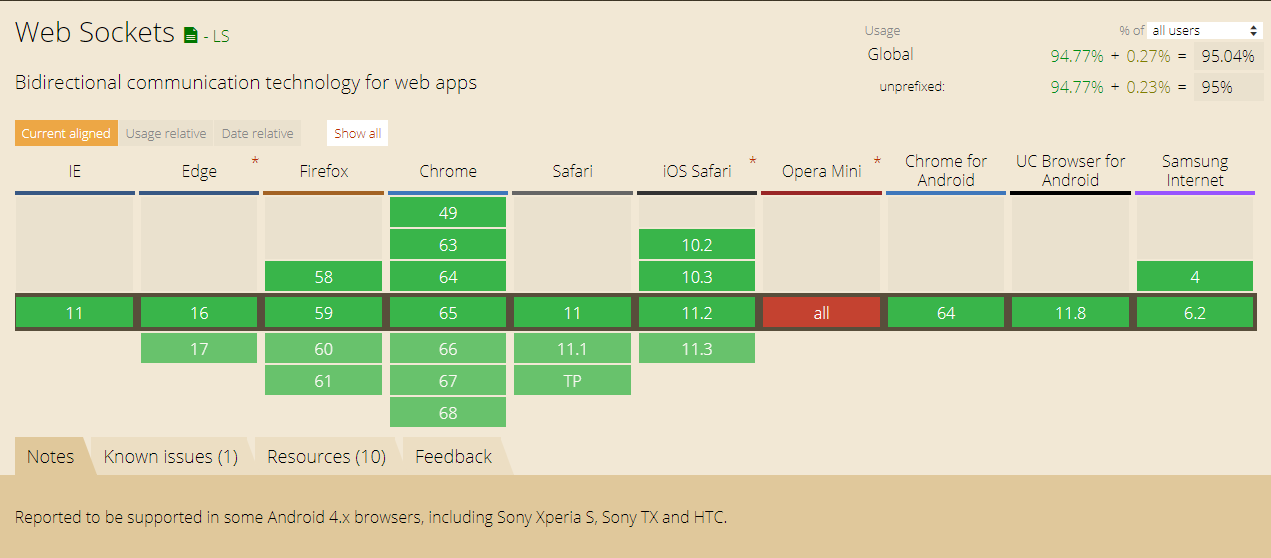 Web Sockets - LS
Usage % of all users
Global 94.77% + 0.27% = 95.04%
Bidirectional communication technology for web apps
unprefixed: 94.77% + 0.23% = 95%
Current aligned Usage relative Date relative Show all
IE Edge * Firefox Chrome Safari iOS Safari * Opera Mini * Chrome for Android UC Browser for Android Samsung Internet
49
63 10.2
58 64 10.3 4
11 16 59 65 11 11.2 all 64 11.8 6.2
17 60 66 11.1 11.3
61 67 TP
68
Notes Known issues (1) Resources (10) Feedback
Reported to be supported in some Android 4.x browsers, including Sony Xperia S, Sony TX and HTC.